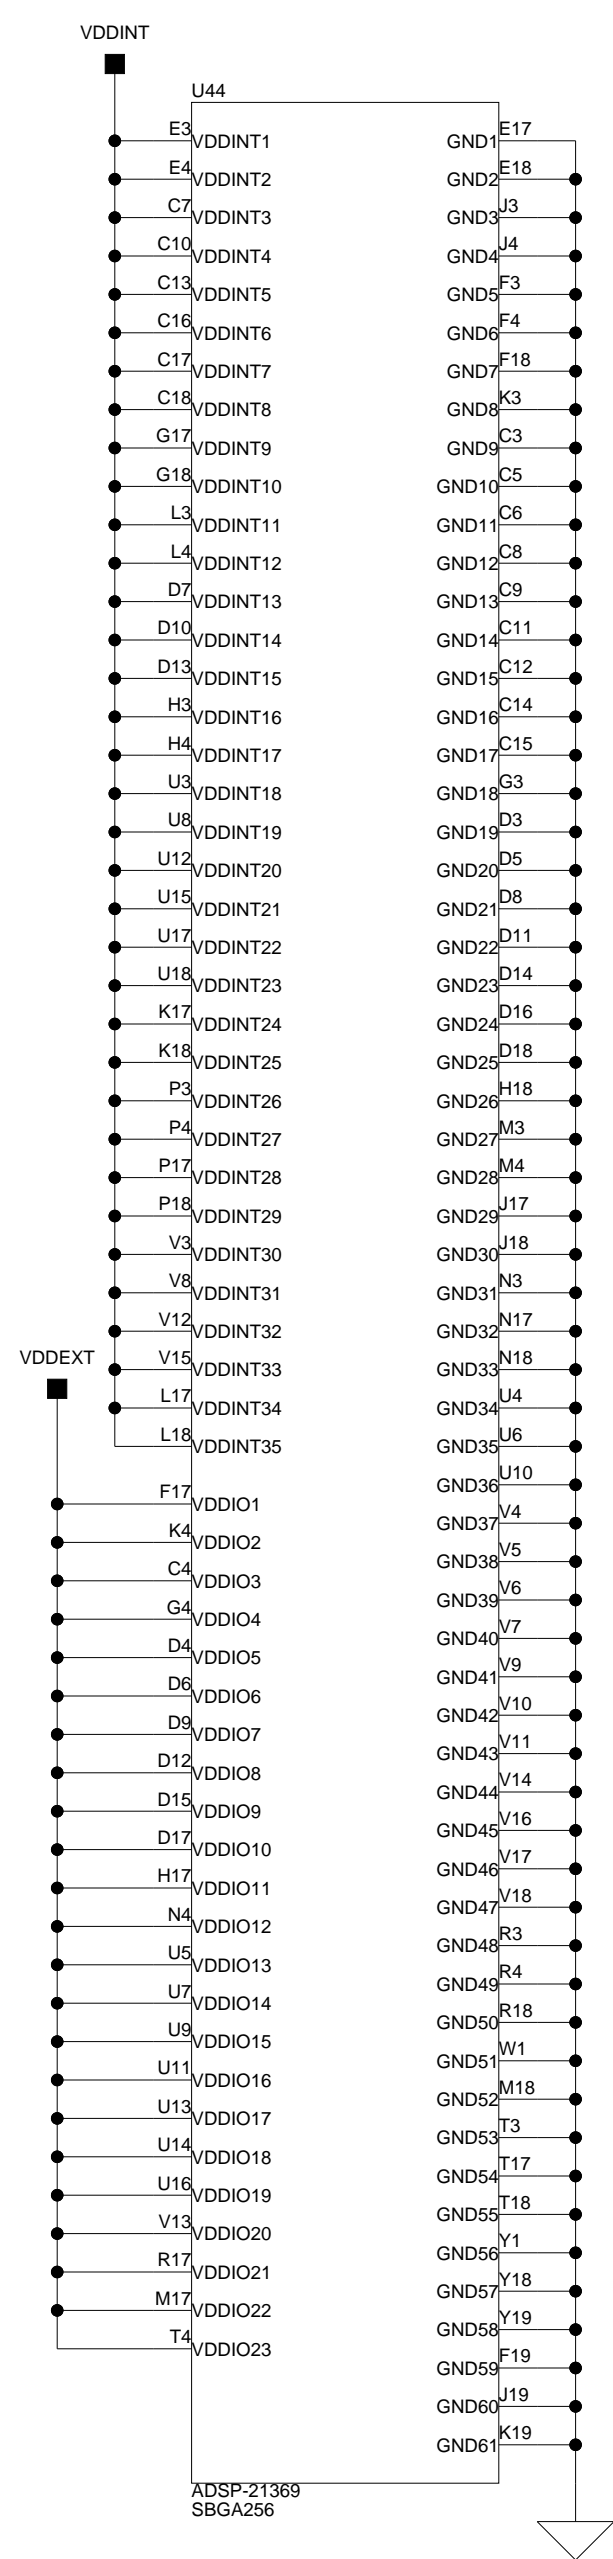 VDDINT
U44
E3 VDDINT1 GND1 E17
E4 VDDINT2 GND2 E18
C7 VDDINT3 GND3 J3
C10 VDDINT4 GND4 J4
C13 VDDINT5 GND5 F3
C16 VDDINT6 GND6 F4
C17 VDDINT7 GND7 F18
C18 VDDINT8 GND8 K3
G17 VDDINT9 GND9 C3
G18 VDDINT10 GND10 C5
L3 VDDINT11 GND11 C6
L4 VDDINT12 GND12 C8
D7 VDDINT13 GND13 C9
D10 VDDINT14 GND14 C11
D13 VDDINT15 GND15 C12
H3 VDDINT16 GND16 C14
H4 VDDINT17 GND17 C15
U3 VDDINT18 GND18 G3
U8 VDDINT19 GND19 D3
U12 VDDINT20 GND20 D5
U15 VDDINT21 GND21 D8
U17 VDDINT22 GND22 D11
U18 VDDINT23 GND23 D14
K17 VDDINT24 GND24 D16
K18 VDDINT25 GND25 D18
P3 VDDINT26 GND26 H18
P4 VDDINT27 GND27 M3
P17 VDDINT28 GND28 M4
P18 VDDINT29 GND29 J17
V3 VDDINT30 GND30 J18
V8 VDDINT31 GND31 N3
V12 VDDINT32 GND32 N17
VDDEXT
V15 VDDINT33 GND33 N18
L17 VDDINT34 GND34 U4
L18 VDDINT35 GND35 U6
GND36 U10
F17 VDDIO1 GND37 V4
K4 VDDIO2 GND38 V5
C4 VDDIO3 GND39 V6
G4 VDDIO4 GND40 V7
D4 VDDIO5 GND41 V9
D6 VDDIO6 GND42 V10
D9 VDDIO7 GND43 V11
D12 VDDIO8 GND44 V14
D15 VDDIO9 GND45 V16
D17 VDDIO10 GND46 V17
H17 VDDIO11 GND47 V18
N4 VDDIO12 GND48 R3
U5 VDDIO13 GND49 R4
U7 VDDIO14 GND50 R18
U9 VDDIO15 GND51 W1
U11 VDDIO16 GND52 M18
U13 VDDIO17 GND53 T3
U14 VDDIO18 GND54 T17
U16 VDDIO19 GND55 T18
V13 VDDIO20 GND56 Y1
R17 VDDIO21 GND57 Y18
M17 VDDIO22 GND58 Y19
T4 VDDIO23 GND59 F19
GND60 J19
GND61 K19
ADSP-21369
SBGA256